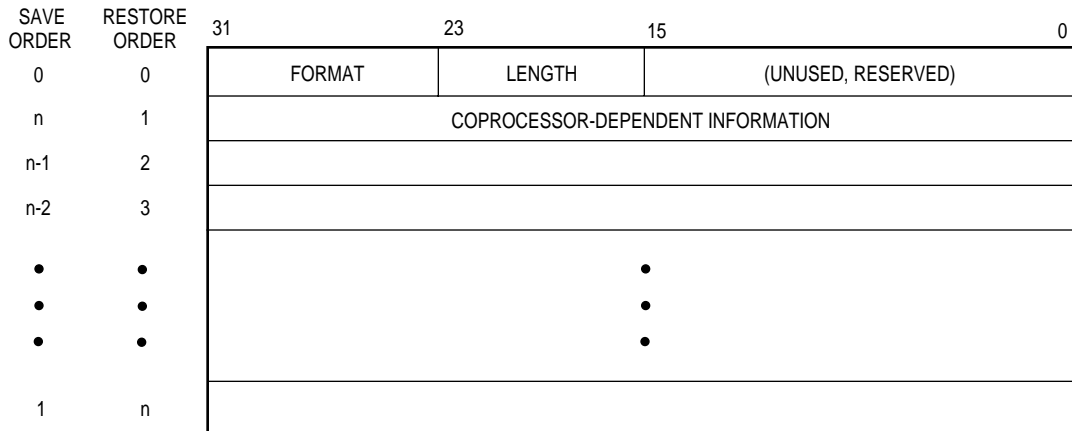 SAVE ORDER RESTORE ORDER 31 23 15 0
0 0 FORMAT LENGTH (UNUSED, RESERVED)
n 1 COPROCESSOR-DEPENDENT INFORMATION
n-1 2
n-2 3
• • •
• • •
• • •
1 n